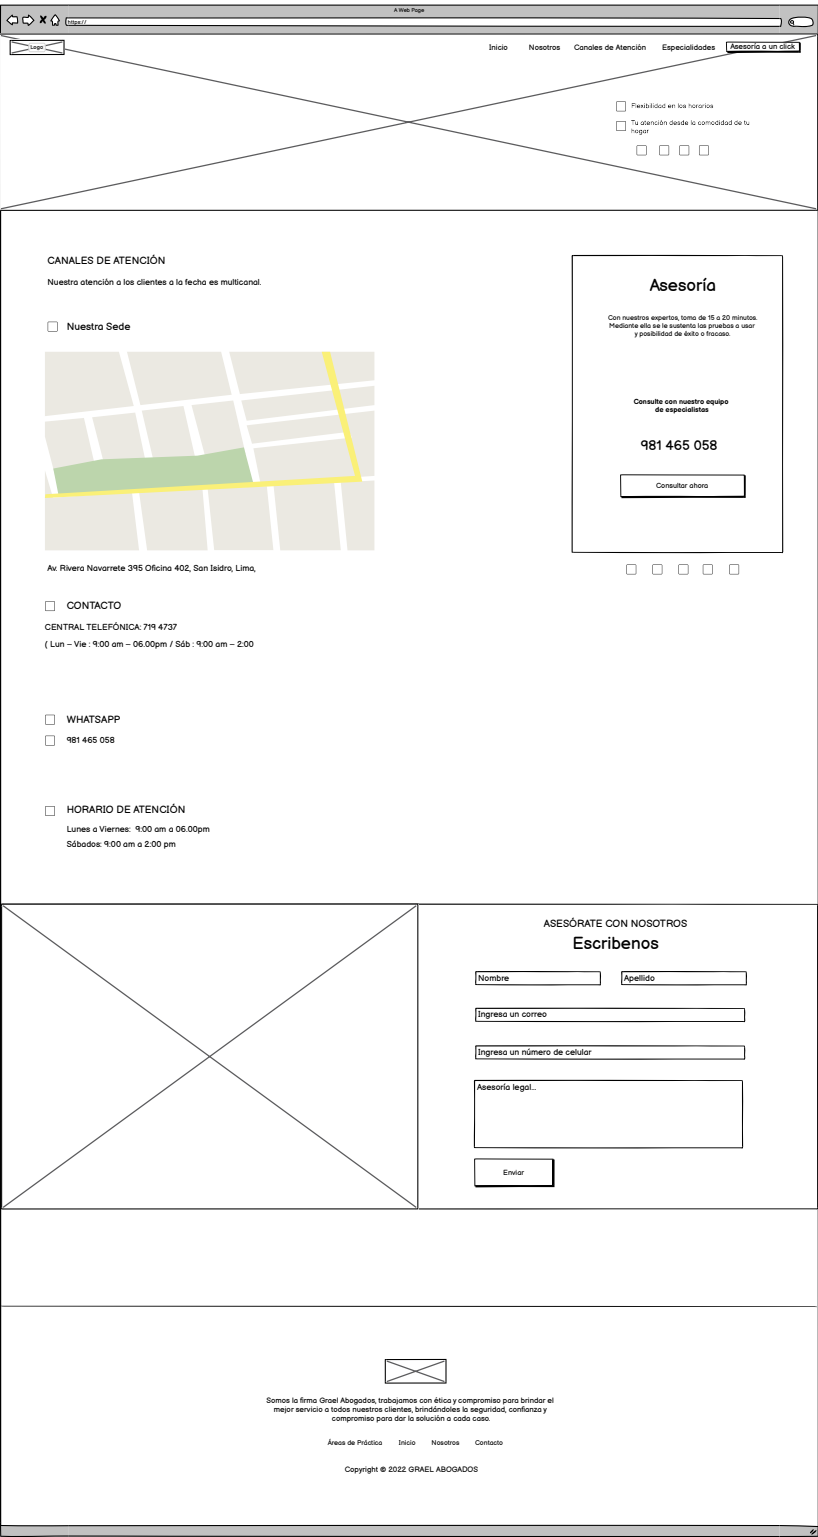 A Web Page
https://
Logo
Inicio
Nosotros
Canales de Atención
Especialidades
Asesoría a un click
Flexibilidad en los horarios
Tu atención desde la comodidad de tu
hogar
CANALES DE ATENCIÓN
Nuestra atención a los clientes a la fecha es multicanal.
Nuestra Sede
Av. Rivera Navarrete 395 Oficina 402, San Isidro, Lima,
CONTACTO
CENTRAL TELEFÓNICA: 719 4737
( Lun – Vie : 9:00 am – 06.00pm / Sáb : 9:00 am – 2:00
WHATSAPP
981 465 058
HORARIO DE ATENCIÓN
Lunes a Viernes: 9:00 am a 06.00pm
Sábados: 9:00 am a 2:00 pm
Asesoría
Con nuestros expertos, toma de 15 a 20 minutos.
Mediante ella se le sustenta las pruebas a usar
y posibilidad de éxito o fracaso.
Consulte con nuestro equipo
de especialistas
981 465 058
Consultar ahora
ASESÓRATE CON NOSOTROS
Escribenos
Nombre
Apellido
Ingresa un correo
Ingresa un número de celular
Asesoría legal...
Enviar
Somos la firma Grael Abogados, trabajamos con ética y compromiso para brindar el
mejor servicio a todos nuestros clientes, brindándoles la seguridad, confianza y
compromiso para dar la solución a cada caso.
Áreas de Práctica
Inicio
Nosotros
Contacto
Copyright © 2022 GRAEL ABOGADOS